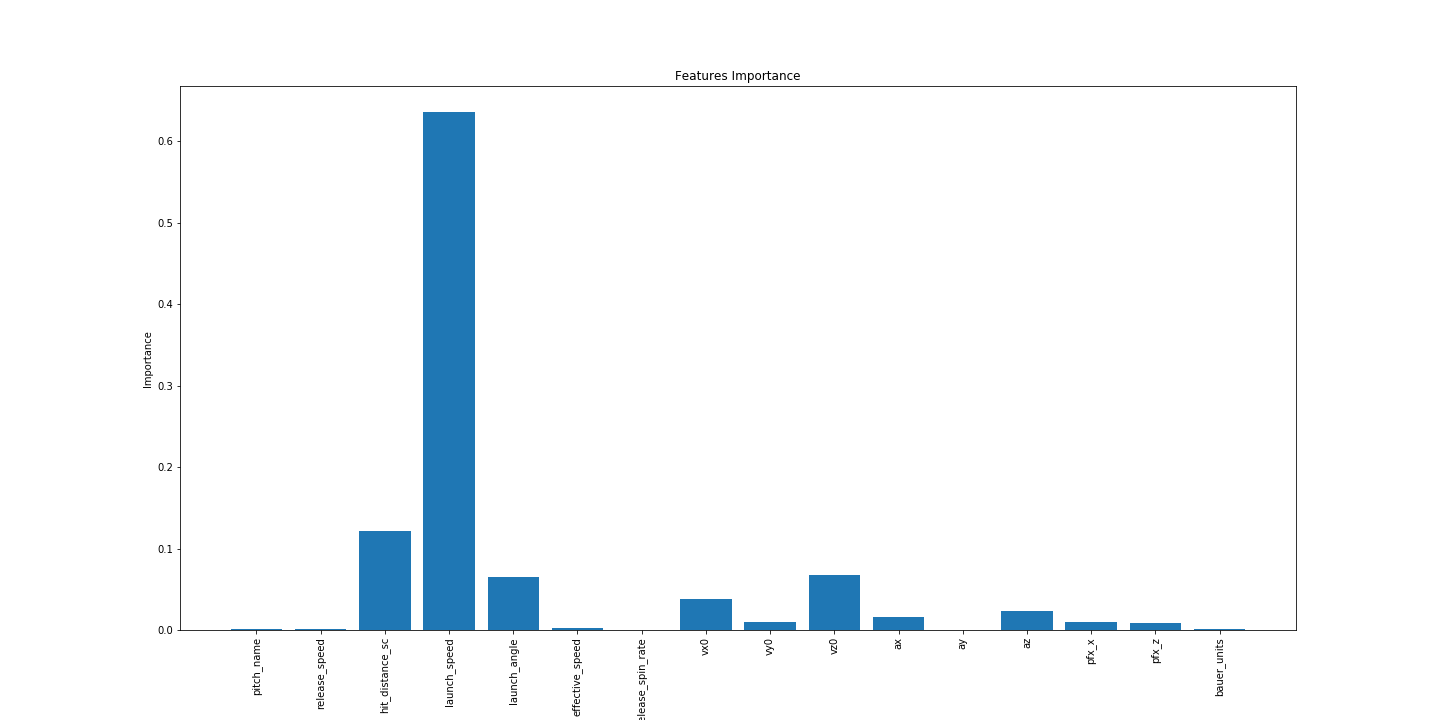 Features Importance
Importance
0.6
0.5
0.4
0.3
0.2
0.1
0.0
pitch_name
release_speed
hit_distance_sc
launch_speed
launch_angle
effective_speed
elease_spin_rate
vx0
vy0
vz0
ax
ay
az
pfx_x
pfx_z
bauer_units